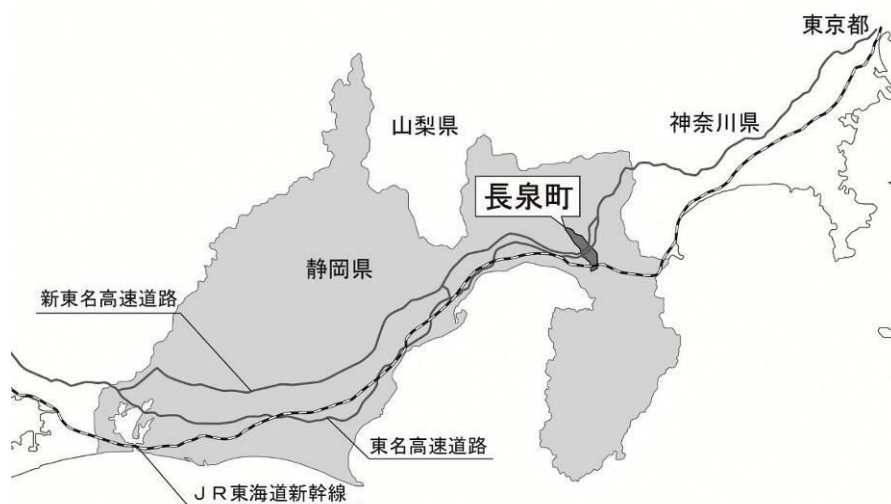 東京都
神奈川県
山梨県
長泉町
静岡県
新東名高速道路
東名高速道路
ＪＲ東海道新幹線